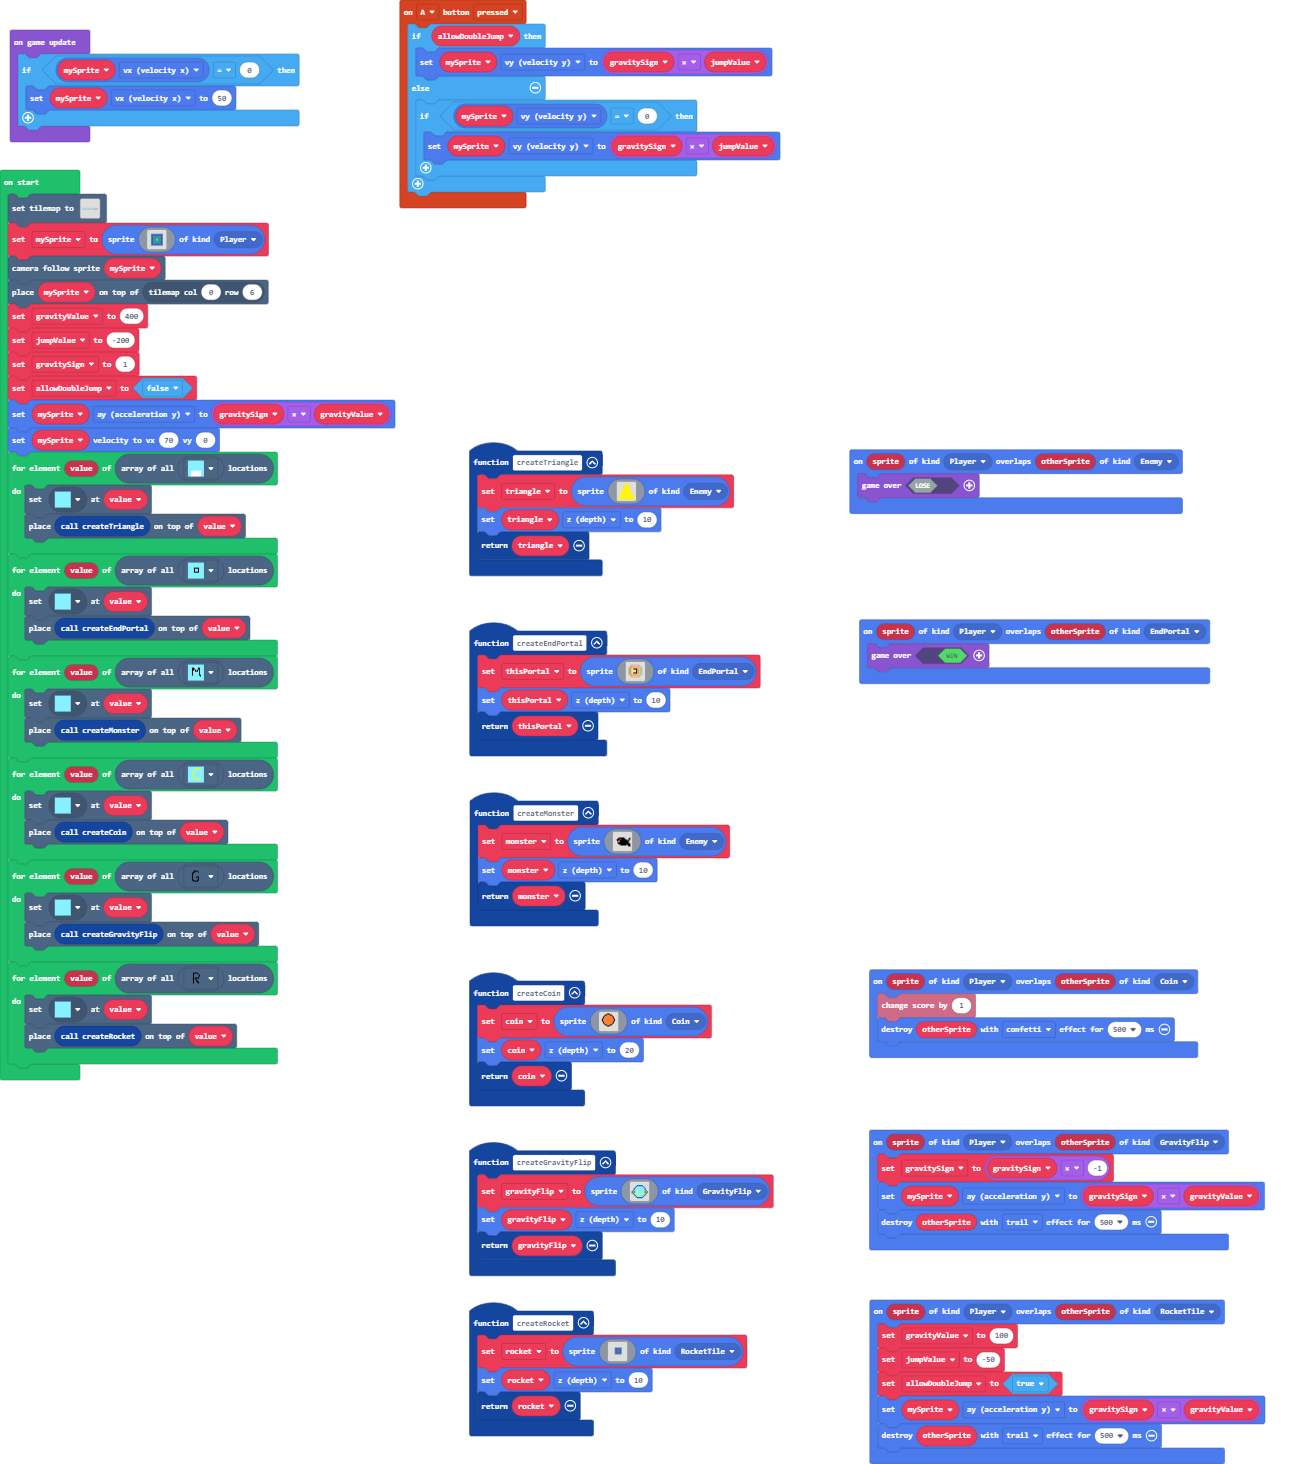 on game update
if mySprite vx (velocity x) = 0 then
set mySprite vx (velocity x) to 50
on A button pressed
if allowDoubleJump then
set mySprite vy (velocity y) to gravitySign × jumpValue
else
if mySprite vy (velocity y) = 0 then
set mySprite vy (velocity y) to gravitySign × jumpValue
on start
set tilemap to
set mySprite to sprite of kind Player
camera follow sprite mySprite
place mySprite on top of tilemap col 0 row 6
set gravityValue to 400
set jumpValue to -200
set gravitySign to 1
set allowDoubleJump to false
set mySprite ay (acceleration y) to gravitySign × gravityValue
set mySprite velocity to vx 70 vy 0
for element value of array of all locations
do
set at value
place call createTriangle on top of value
for element value of array of all locations
do
set at value
place call createEndPortal on top of value
for element value of array of all M locations
do
set at value
place call createMonster on top of value
for element value of array of all locations
do
set at value
place call createCoin on top of value
for element value of array of all G locations
do
set at value
place call createGravityFlip on top of value
for element value of array of all R locations
do
set at value
place call createRocket on top of value
function createTriangle
set triangle to sprite of kind Enemy
set triangle z (depth) to 10
return triangle
function createEndPortal
set thisPortal to sprite of kind EndPortal
set thisPortal z (depth) to 10
return thisPortal
function createMonster
set monster to sprite of kind Enemy
set monster z (depth) to 10
return monster
function createCoin
set coin to sprite of kind Coin
set coin z (depth) to 20
return coin
function createGravityFlip
set gravityFlip to sprite of kind GravityFlip
set gravityFlip z (depth) to 10
return gravityFlip
function createRocket
set rocket to sprite of kind RocketTile
set rocket z (depth) to 10
return rocket
on sprite of kind Player overlaps otherSprite of kind Enemy
game over LOSE
on sprite of kind Player overlaps otherSprite of kind EndPortal
game over WIN
on sprite of kind Player overlaps otherSprite of kind Coin
change score by 1
destroy otherSprite with confetti effect for 500 ms
on sprite of kind Player overlaps otherSprite of kind GravityFlip
set gravitySign to gravitySign × -1
set mySprite ay (acceleration y) to gravitySign × gravityValue
destroy otherSprite with trail effect for 500 ms
on sprite of kind Player overlaps otherSprite of kind RocketTile
set gravityValue to 100
set jumpValue to -50
set allowDoubleJump to true
set mySprite ay (acceleration y) to gravitySign × gravityValue
destroy otherSprite with trail effect for 500 ms